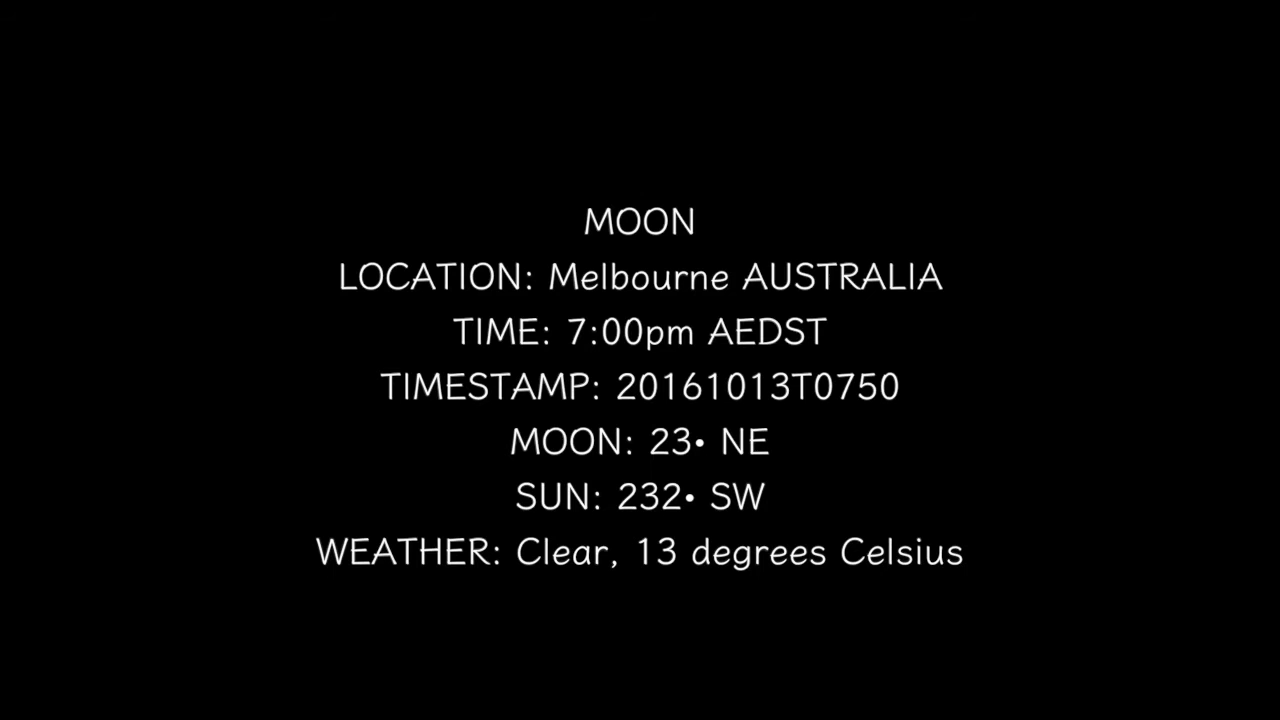 MOON
LOCATION: Melbourne AUSTRALIA
TIME: 7:00pm AEDST
TIMESTAMP: 20161013T0750
MOON: 23• NE
SUN: 232• SW
WEATHER: Clear, 13 degrees Celsius